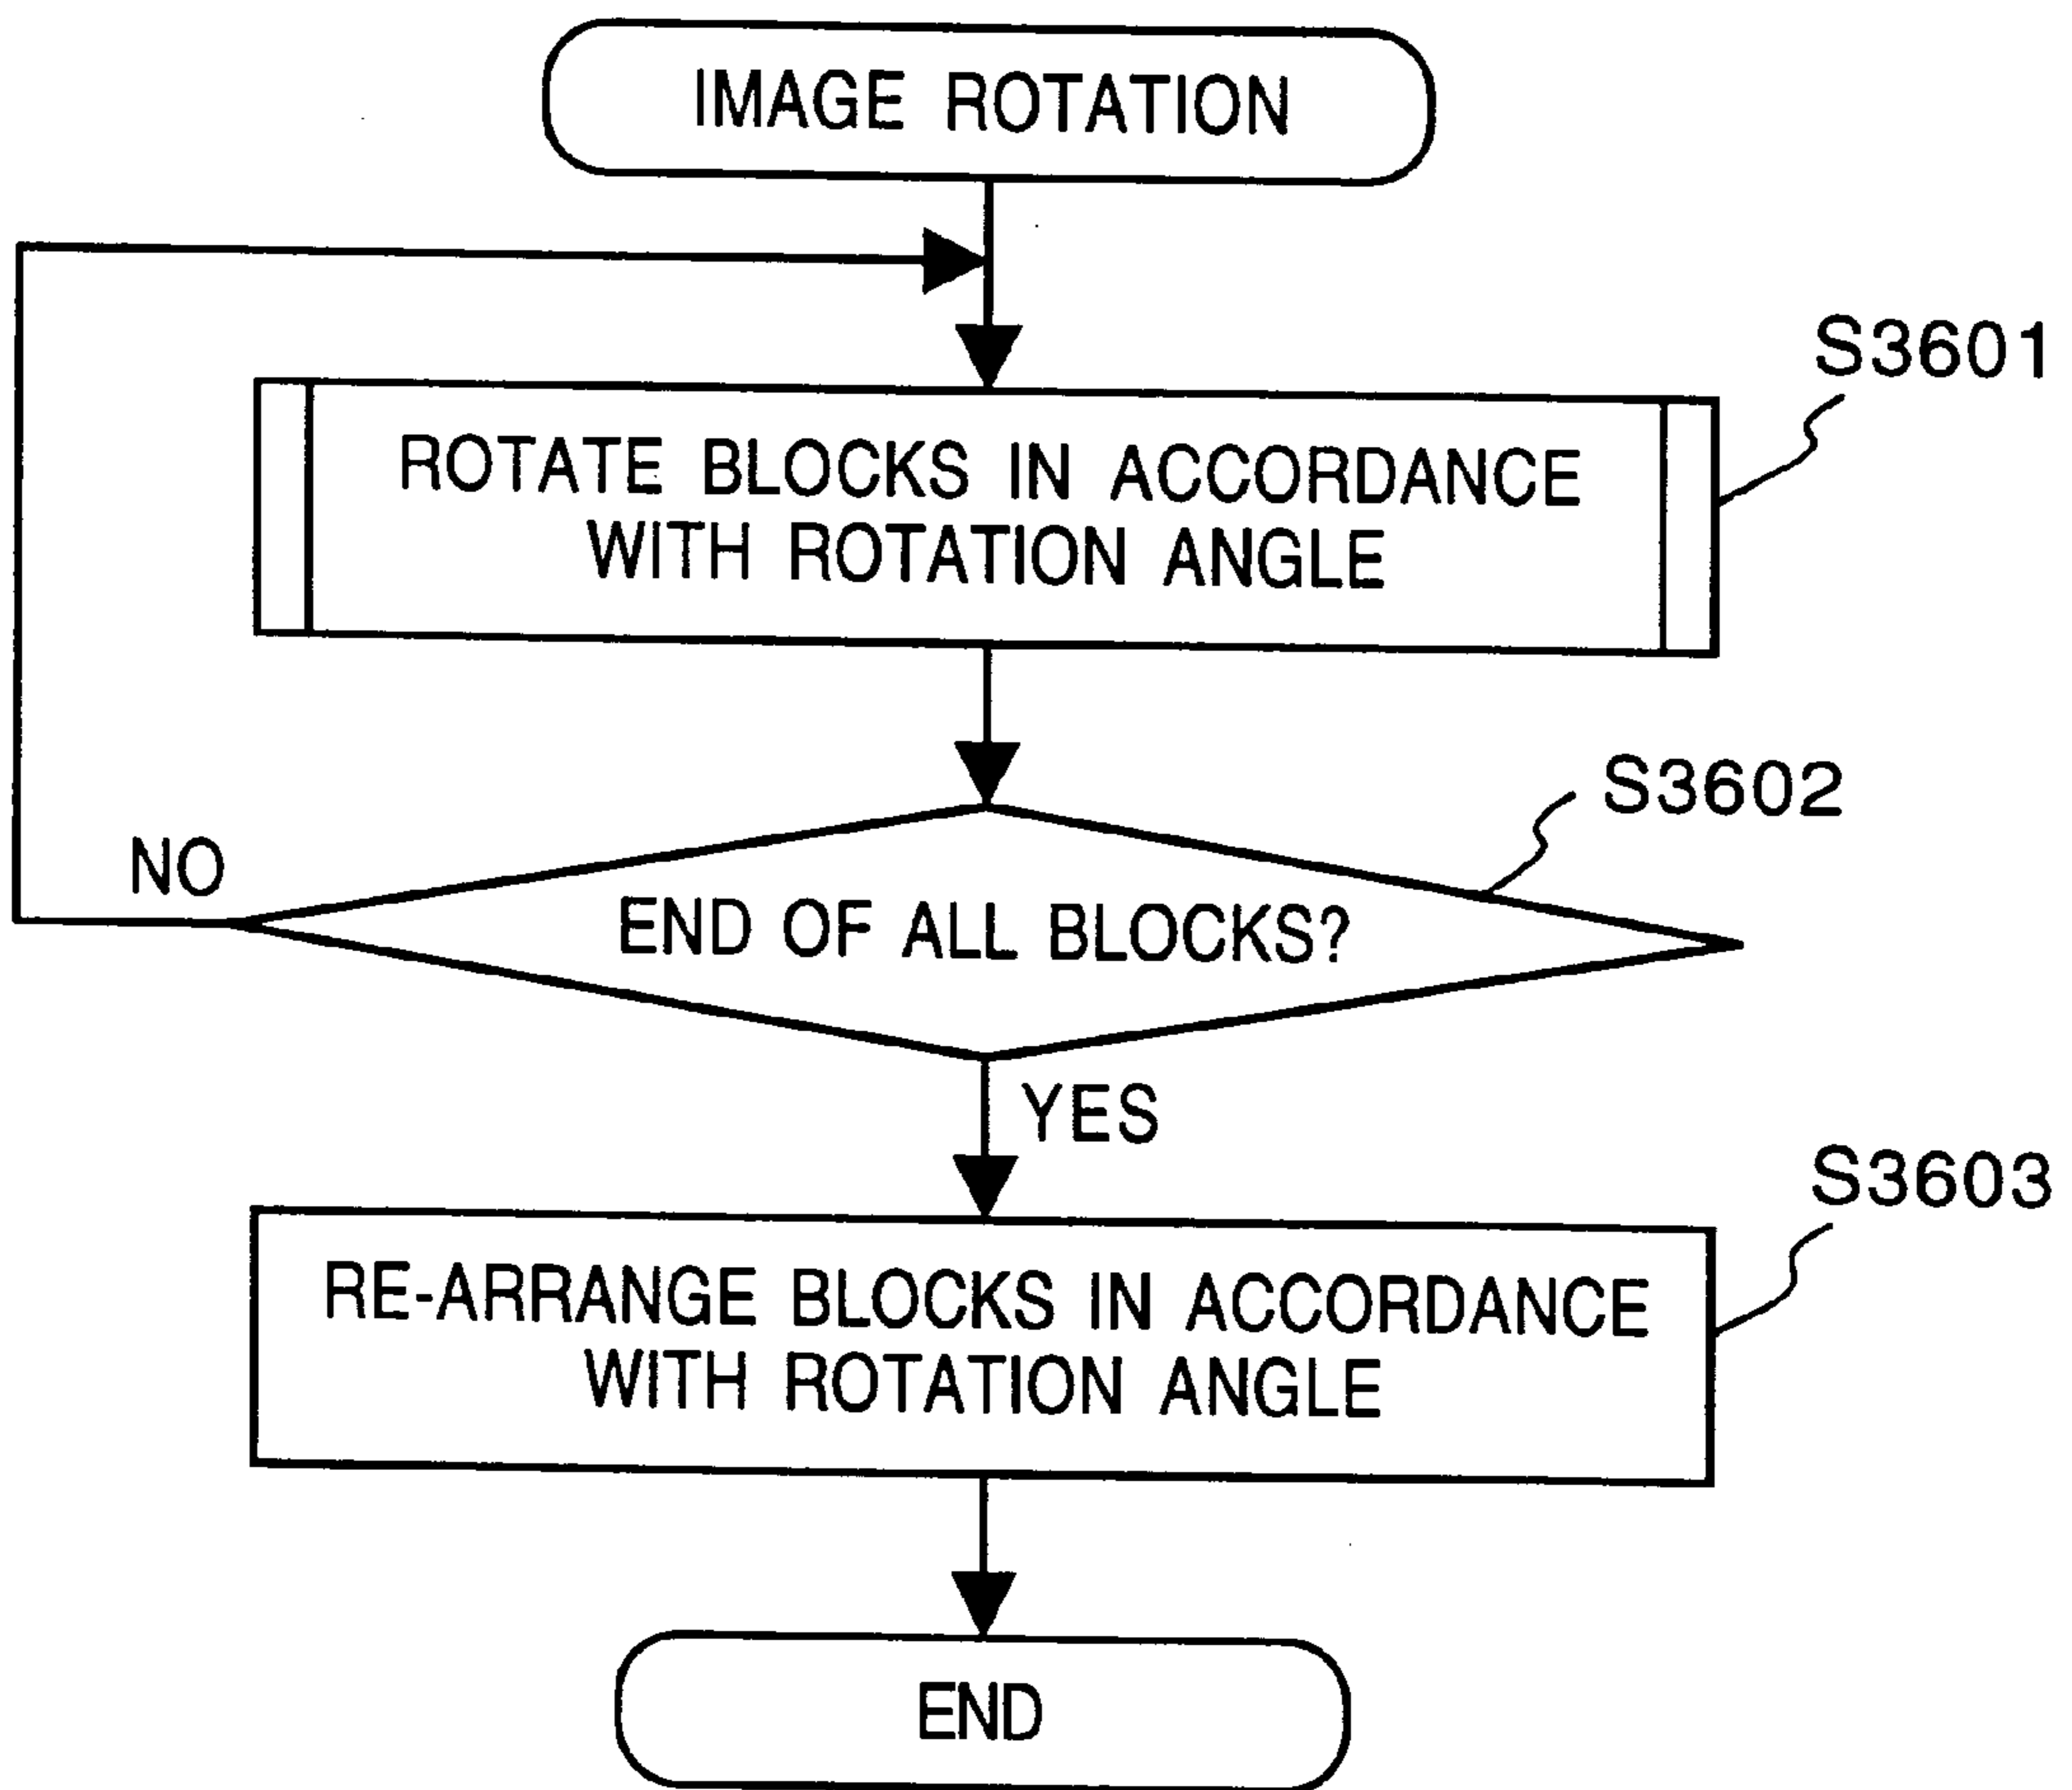 IMAGE ROTATION
S3601
ROTATE BLOCKS IN ACCORDANCE
WITH ROTATION ANGLE
S3602
NO
END OF ALL BLOCKS?
YES
S3603
RE-ARRANGE BLOCKS IN ACCORDANCE
WITH ROTATION ANGLE
END